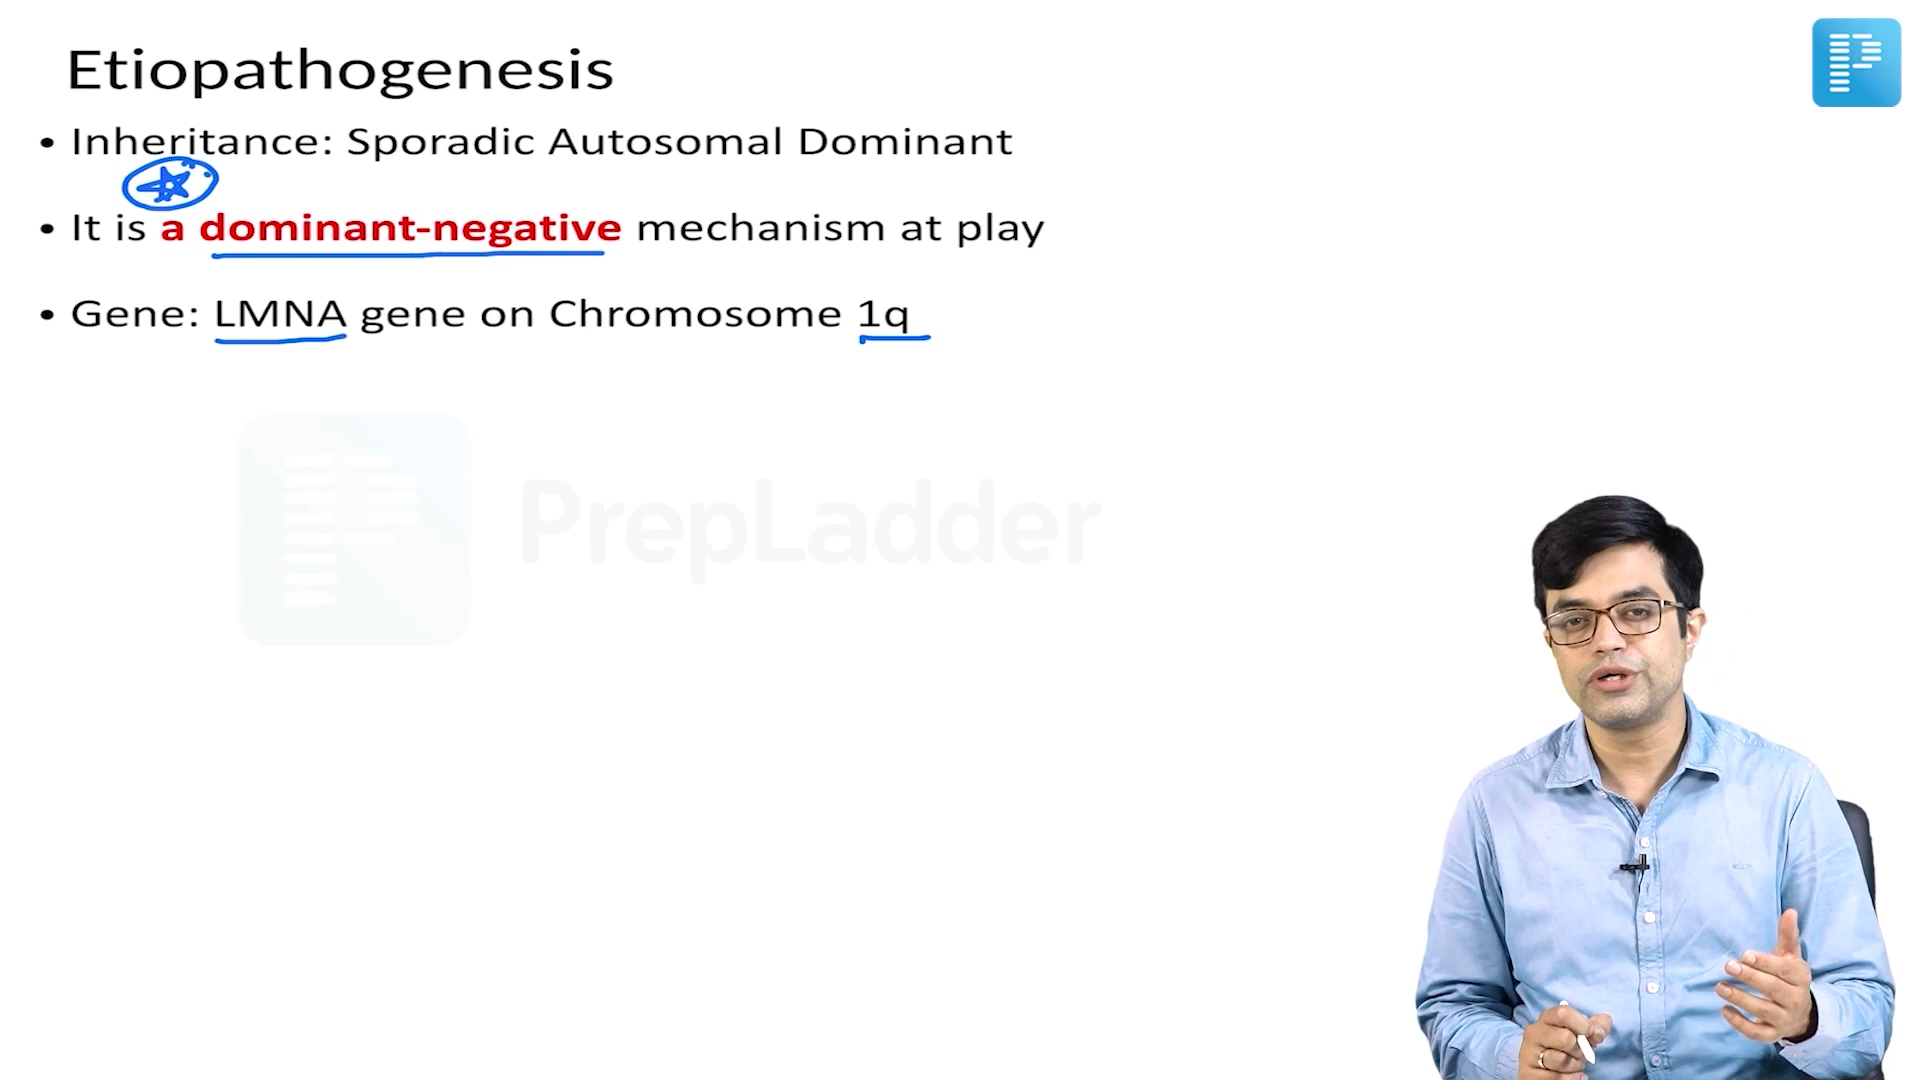 Etiopathogenesis
• Inheritance: Sporadic Autosomal Dominant
• It is a dominant-negative mechanism at play
• Gene: LMNA gene on Chromosome 1q
PrepLadder